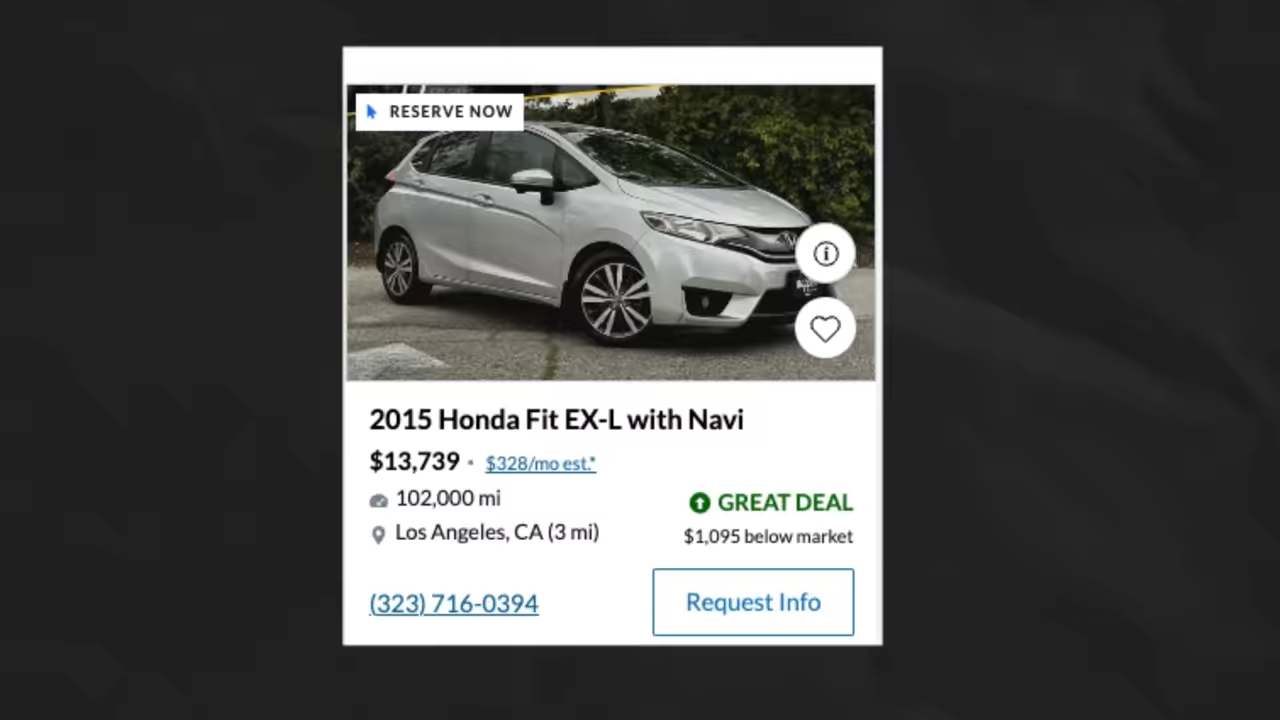 RESERVE NOW
2015 Honda Fit EX-L with Navi
$13,739 • $328/mo est.*
102,000 mi
GREAT DEAL
Los Angeles, CA (3 mi)
$1,095 below market
(323) 716-0394
Request Info